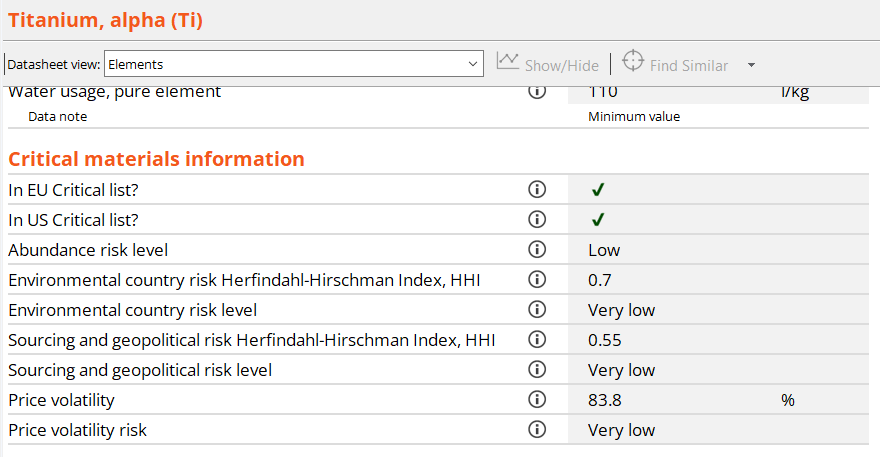 Titanium, alpha (Ti)
Datasheet view: Elements Show/Hide Find Similar
Water usage, pure element 110 l/kg
Data note Minimum value
Critical materials information
In EU Critical list? ✓
In US Critical list? ✓
Abundance risk level Low
Environmental country risk Herfindahl-Hirschman Index, HHI 0.7
Environmental country risk level Very low
Sourcing and geopolitical risk Herfindahl-Hirschman Index, HHI 0.55
Sourcing and geopolitical risk level Very low
Price volatility 83.8 %
Price volatility risk Very low